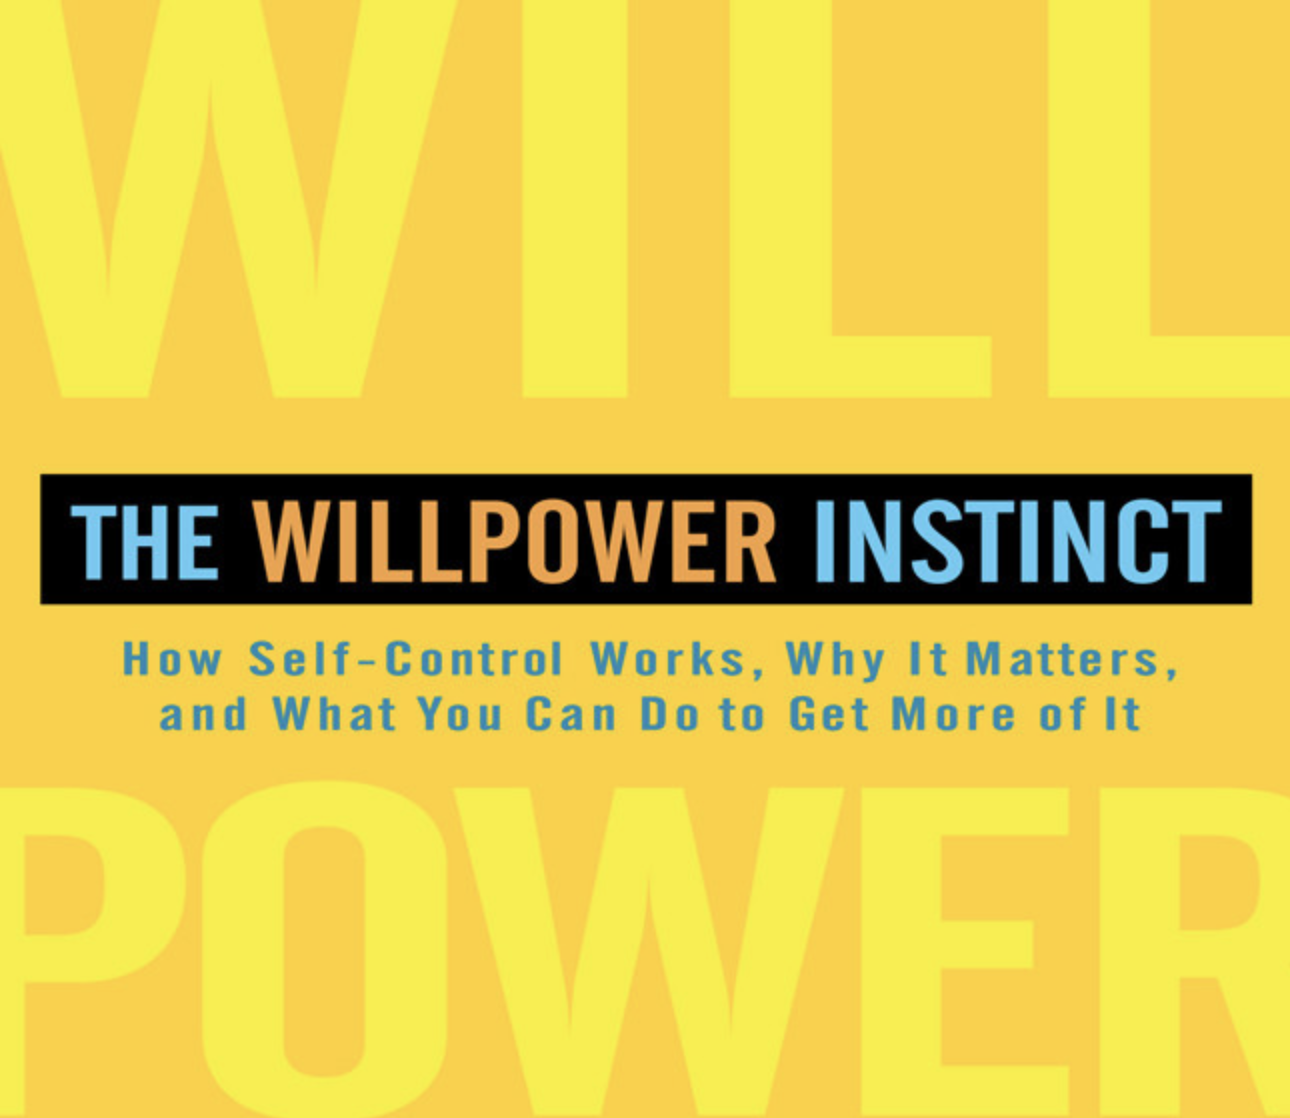 WILL
THE WILLPOWER INSTINCT
How Self-Control Works, Why It Matters,
and What You Can Do to Get More of It
POWER